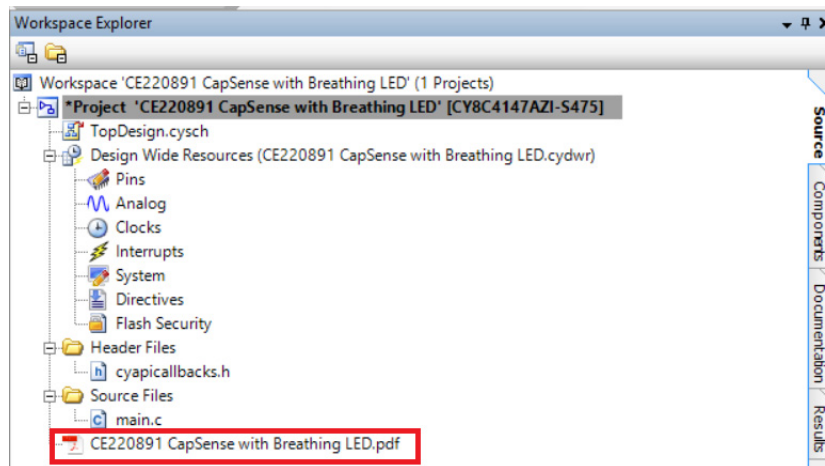 Workspace Explorer
Workspace 'CE220891 CapSense with Breathing LED' (1 Projects)
*Project 'CE220891 CapSense with Breathing LED' [CY8C4147AZI-S475]
TopDesign.cysch
Design Wide Resources (CE220891 CapSense with Breathing LED.cydwr)
Pins
Analog
Clocks
Interrupts
System
Directives
Flash Security
Header Files
cyapicallbacks.h
Source Files
main.c
CE220891 CapSense with Breathing LED.pdf
Source
Components
Documentation
Results